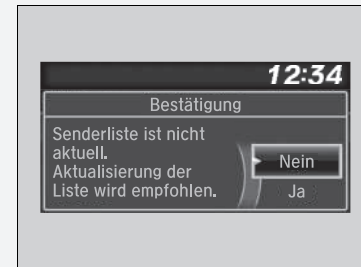 12:34
Bestätigung
Senderliste ist nicht
aktuell.
Aktualisierung der
Liste wird empfohlen.
Nein
Ja